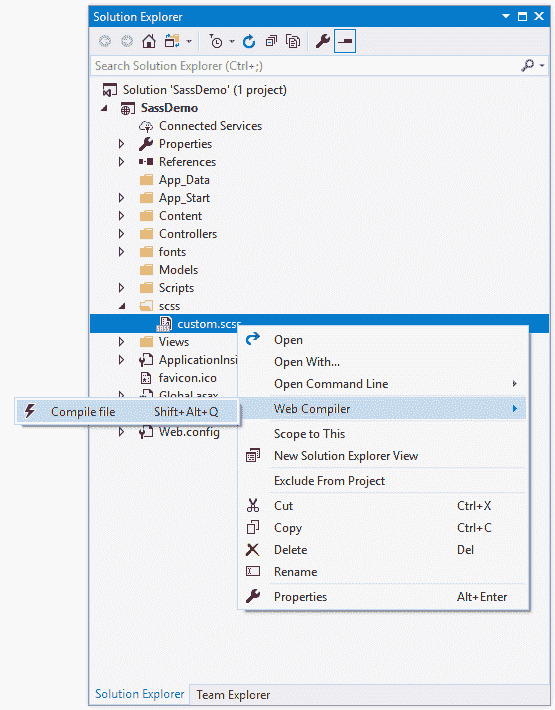 Solution Explorer
Search Solution Explorer (Ctrl+;)
Solution 'SassDemo' (1 project)
SassDemo
Connected Services
Properties
References
App_Data
App_Start
Content
Controllers
fonts
Models
Scripts
scss
custom.scss
Views
ApplicationInsi
favicon.ico
Global.asax
Web.config
Open
Open With...
Open Command Line
Web Compiler
Compile file Shift+Alt+Q
Scope to This
New Solution Explorer View
Exclude From Project
Cut Ctrl+X
Copy Ctrl+C
Delete Del
Rename
Properties Alt+Enter
Solution Explorer Team Explorer